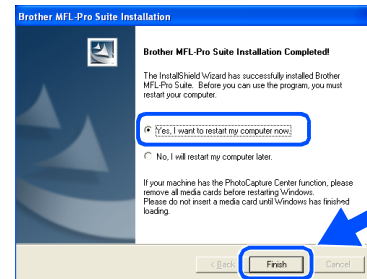 Brother MFL-Pro Suite Installation
Brother MFL-Pro Suite Installation Completed!
The InstallShield Wizard has successfully installed Brother
MFL-Pro Suite. Before you can use the program, you must
restart your computer.
Yes, I want to restart my computer now.
No, I will restart my computer later.
If your machine has the PhotoCapture Center function, please
remove all media cards before restarting Windows.
Please do not insert a media card until Windows has finished
loading.
< Back Finish Cancel